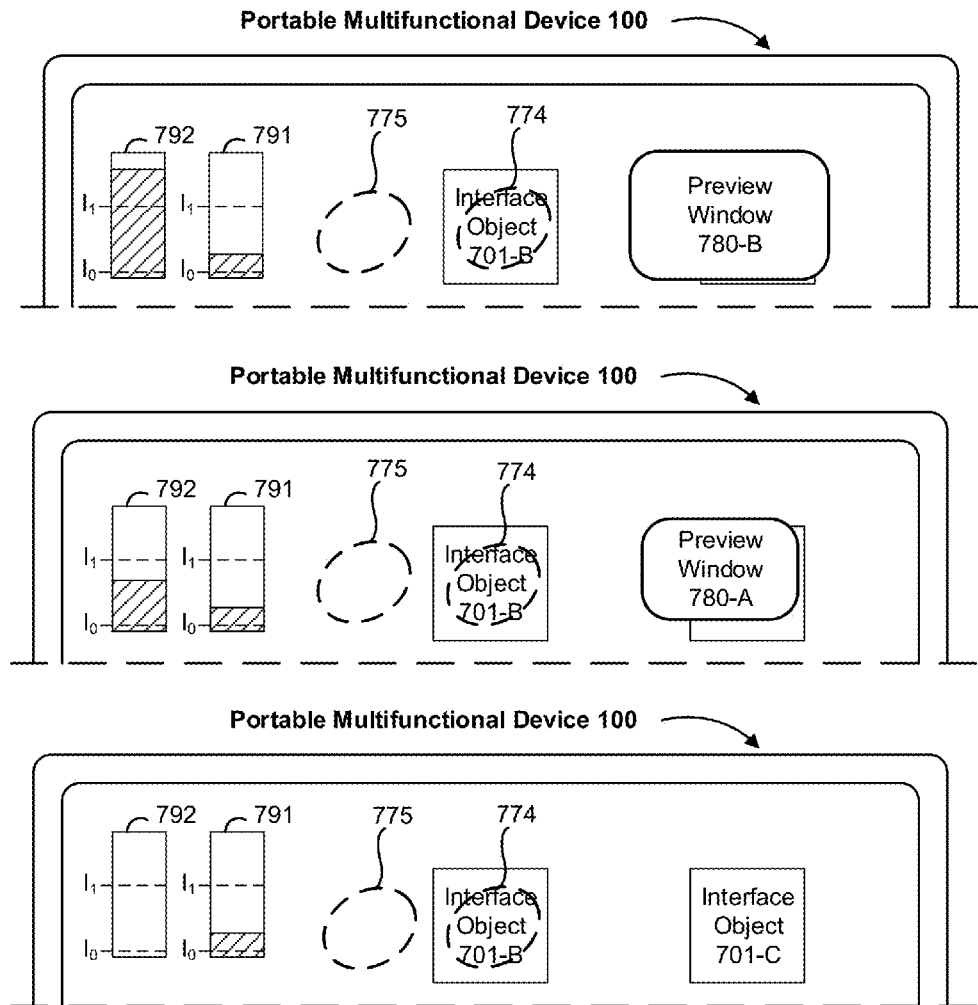 Portable Multifunctional Device 100
792
791
775
774
I1
I1
I0
I0
Interface
Object
701-B
Preview
Window
780-B
Portable Multifunctional Device 100
792
791
775
774
I1
I1
I0
I0
Interface
Object
701-B
Preview
Window
780-A
Portable Multifunctional Device 100
792
791
775
774
I1
I1
I0
I0
Interface
Object
701-B
Interface
Object
701-C